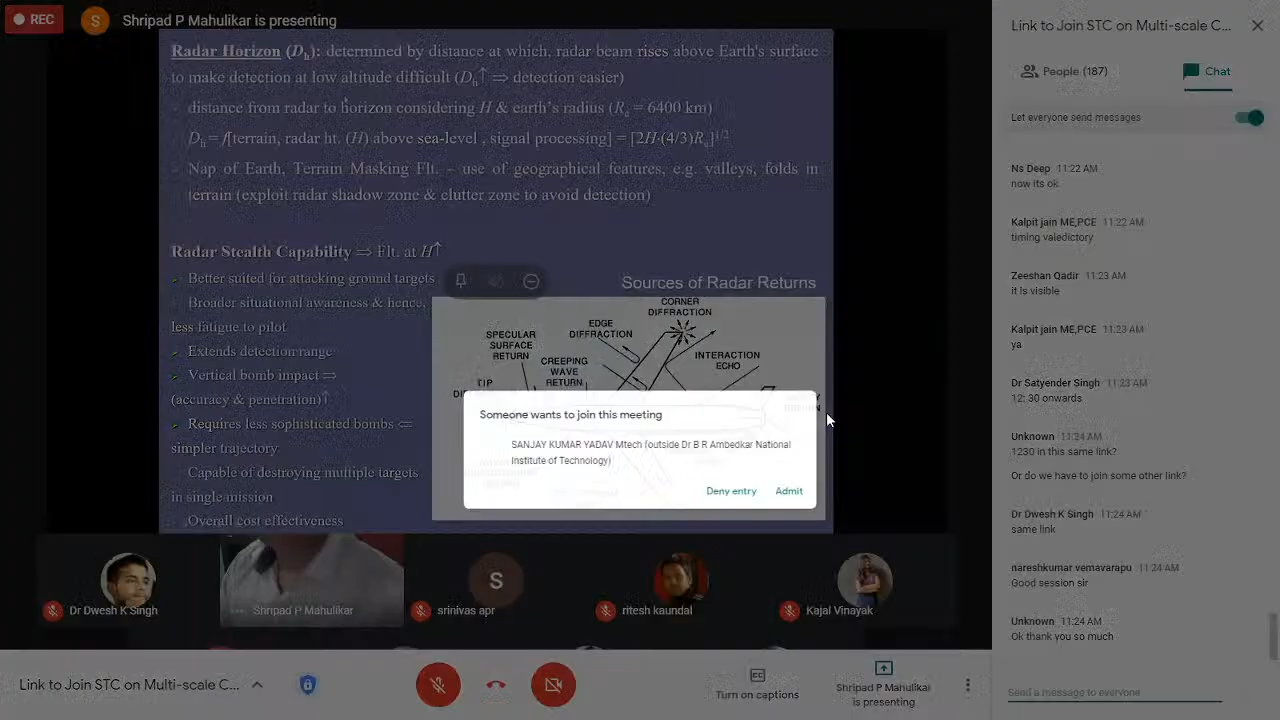 REC
S
Shripad P Mahulikar is presenting
Radar Horizon (Dh): determined by distance at which, radar beam rises above Earth's surface
to make detection at low altitude difficult (Dh↑ ⇒ detection easier)
distance from radar to horizon considering H & earth's radius (Re = 6400 km)
Dh = f[terrain, radar ht. (H) above sea-level , signal processing] = [2H·(4/3)Re]1/2
Nap of Earth, Terrain Masking Flt. – use of geographical features, e.g. valleys, folds in
terrain (exploit radar shadow zone & clutter zone to avoid detection)
Radar Stealth Capability ⇒ Flt. at H↑
Better suited for attacking ground targets
Broader situational awareness & hence,
less fatigue to pilot
Extends detection range
Vertical bomb impact ⇒
(accuracy & penetration)↑
Requires less sophisticated bombs ⇐
simpler trajectory
Capable of destroying multiple targets
in single mission
Overall cost effectiveness
Sources of Radar Returns
CORNER
DIFFRACTION
EDGE
DIFFRACTION
SPECULAR
SURFACE
RETURN
CREEPING
WAVE
RETURN
INTERACTION
ECHO
TIP
Someone wants to join this meeting
SANJAY KUMAR YADAV Mtech (outside Dr B R Ambedkar National
Institute of Technology)
Deny entry
Admit
Dr Dwesh K Singh
Shripad P Mahulikar
S
srinivas apr
ritesh kaundal
Kajal Vinayak
Link to Join STC on Multi-scale C...
CC
Turn on captions
Shripad P Mahulikar
is presenting
Link to Join STC on Multi-scale C...
People (187)
Chat
Let everyone send messages
Ns Deep 11:22 AM
now its ok
Kalpit jain ME,PCE 11:22 AM
timing valedictory
Zeeshan Qadir 11:23 AM
it is visible
Kalpit jain ME,PCE 11:23 AM
ya
Dr Satyender Singh 11:23 AM
12: 30 onwards
Unknown 11:24 AM
1230 in this same link?
Or do we have to join some other link?
Dr Dwesh K Singh 11:24 AM
same link
nareshkumar vemavarapu 11:24 AM
Good session sir
Unknown 11:24 AM
Ok thank you so much
Send a message to everyone